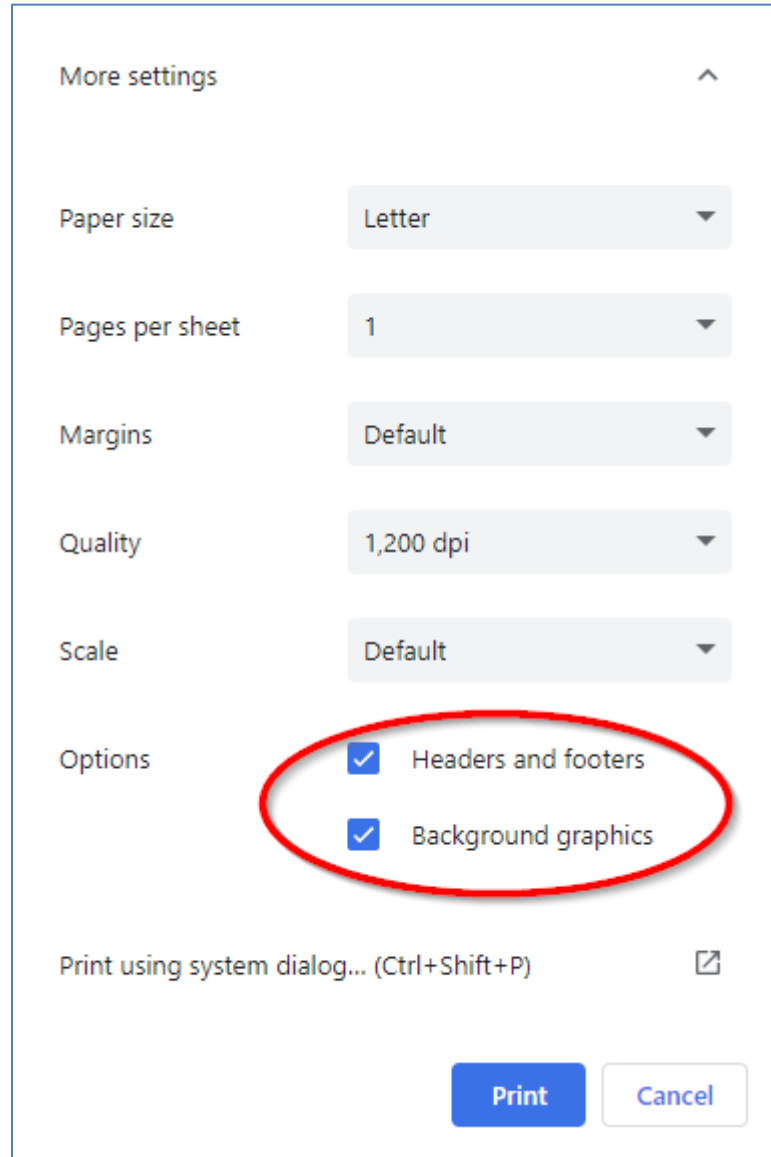 More settings
Paper size Letter
Pages per sheet 1
Margins Default
Quality 1,200 dpi
Scale Default
Options Headers and footers
Background graphics
Print using system dialog... (Ctrl+Shift+P)
Print Cancel